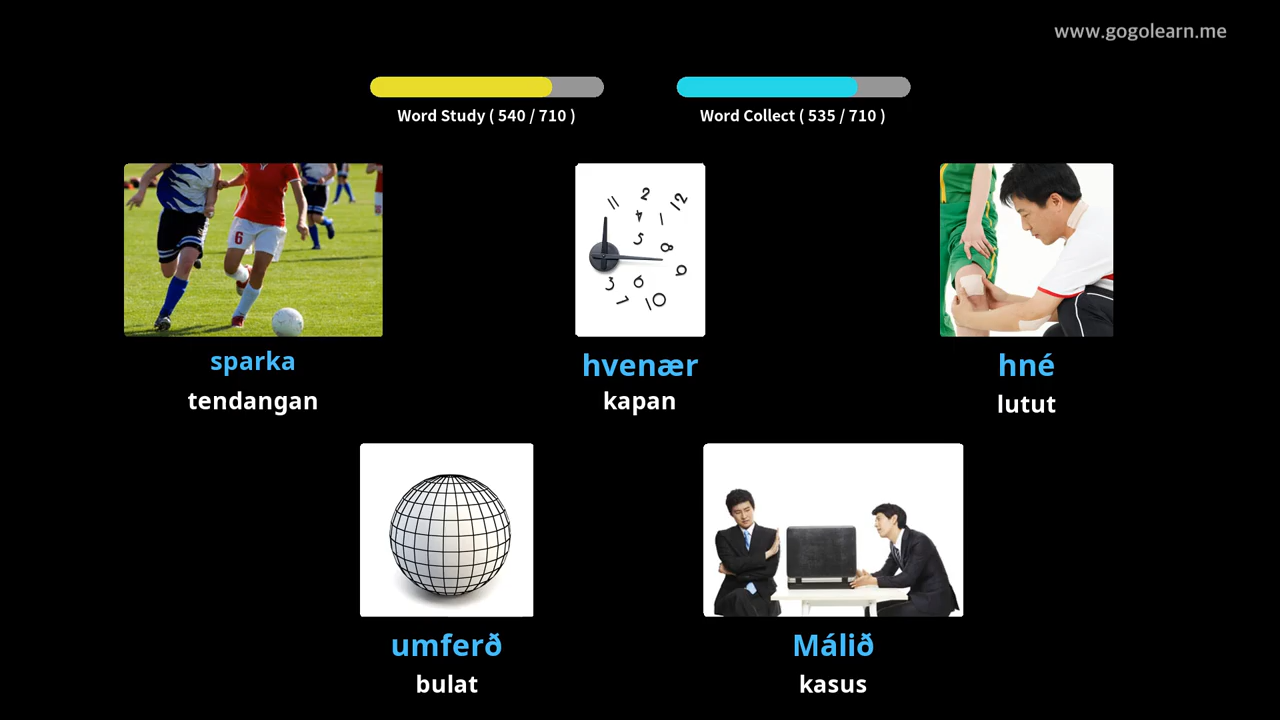 www.gogolearn.me
Word Study ( 540 / 710 )
Word Collect ( 535 / 710 )
sparka
tendangan
hvenær
kapan
hné
lutut
umferð
bulat
Málið
kasus